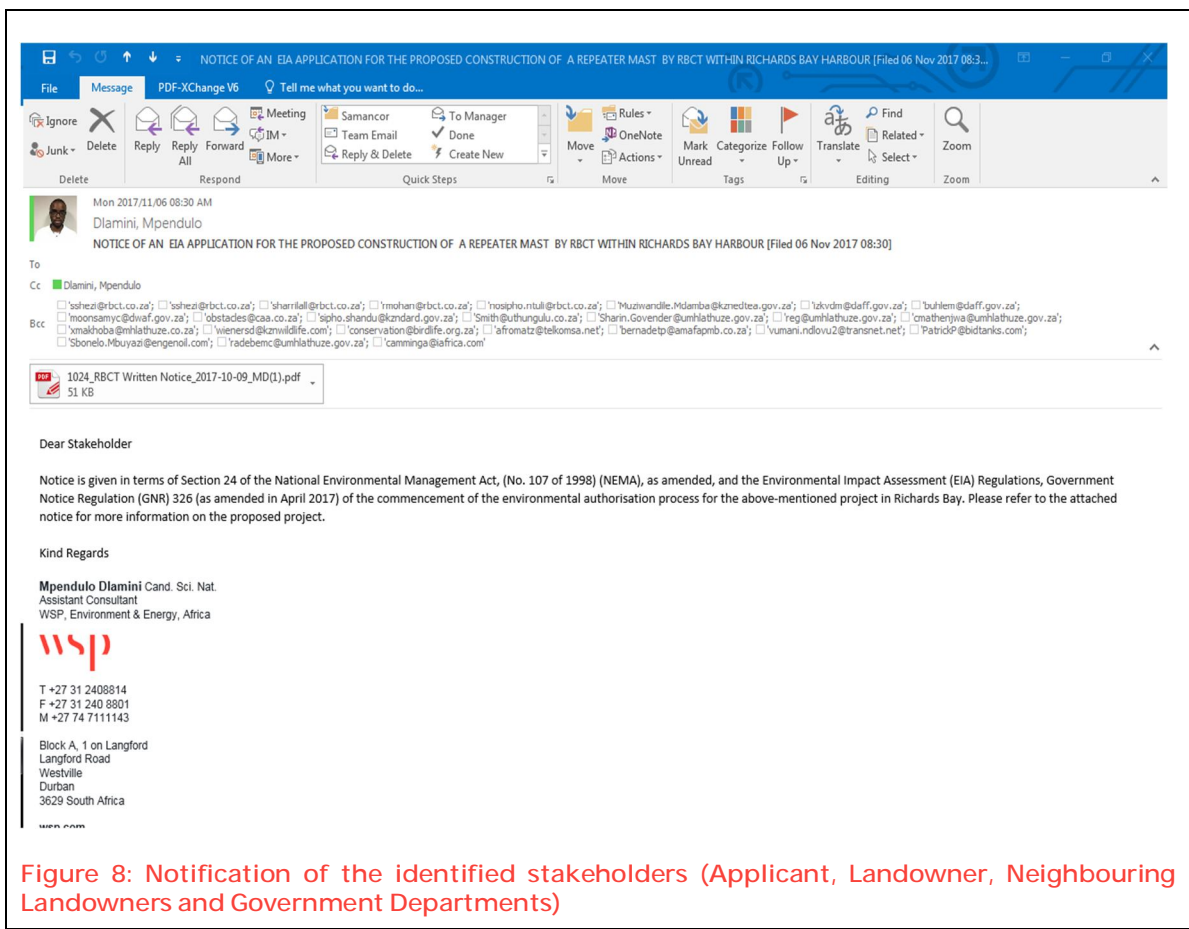 NOTICE OF AN EIA APPLICATION FOR THE PROPOSED CONSTRUCTION OF A REPEATER MAST BY RBCT WITHIN RICHARDS BAY HARBOUR [Filed 06 Nov 2017 08:3...
File Message PDF-XChange V6 Tell me what you want to do...
Ignore
Junk
Delete
Reply
Reply All
Forward
Meeting
IM
More
Samancor
Team Email
Reply & Delete
To Manager
Done
Create New
Move
Rules
OneNote
Actions
Mark Unread
Categorize
Follow Up
Translate
Find
Related
Select
Zoom
Delete Respond Quick Steps Move Tags Editing Zoom
Mon 2017/11/06 08:30 AM
Dlamini, Mpendulo
NOTICE OF AN EIA APPLICATION FOR THE PROPOSED CONSTRUCTION OF A REPEATER MAST BY RBCT WITHIN RICHARDS BAY HARBOUR [Filed 06 Nov 2017 08:30]
To
Cc Dlamini, Mpendulo
'sshezi@rbct.co.za'; 'sshezi@rbct.co.za'; 'sharrilall@rbct.co.za'; 'rmohan@rbct.co.za'; 'nosipho.ntuli@rbct.co.za'; 'Muziwandile.Mdamba@kznedtea.gov.za'; 'izkvdm@daff.gov.za'; 'buhlem@daff.gov.za';
Bcc 'moonsamyc@dwaf.gov.za'; 'obstacles@caa.co.za'; 'sipho.shandu@kzndard.gov.za'; 'Smith@uthungulu.co.za'; 'Sharin.Govender@umhlathuze.gov.za'; 'reg@umhlathuze.gov.za'; 'cmathenjwa@umhlathuze.gov.za';
'xmakhoba@mhlathuze.co.za'; 'wienersd@kznwildlife.com'; 'conservation@birdlife.org.za'; 'afromatz@telkomsa.net'; 'bernadetp@amafapmb.co.za'; 'vumani.ndlovu2@transnet.net'; 'PatrickP@bidtanks.com';
'Sbonelo.Mbuyazi@engenoil.com'; 'radebemc@umhlathuze.gov.za'; 'camminga@iafrica.com'
PDF
1024_RBCT Written Notice_2017-10-09_MD(1).pdf
51 KB
Dear Stakeholder
Notice is given in terms of Section 24 of the National Environmental Management Act, (No. 107 of 1998) (NEMA), as amended, and the Environmental Impact Assessment (EIA) Regulations, Government
Notice Regulation (GNR) 326 (as amended in April 2017) of the commencement of the environmental authorisation process for the above-mentioned project in Richards Bay. Please refer to the attached
notice for more information on the proposed project.
Kind Regards
Mpendulo Dlamini Cand. Sci. Nat.
Assistant Consultant
WSP, Environment & Energy, Africa
wsp
T +27 31 2408814
F +27 31 240 8801
M +27 74 7111143
Block A, 1 on Langford
Langford Road
Westville
Durban
3629 South Africa
wsp.com
Figure 8: Notification of the identified stakeholders (Applicant, Landowner, Neighbouring
Landowners and Government Departments)